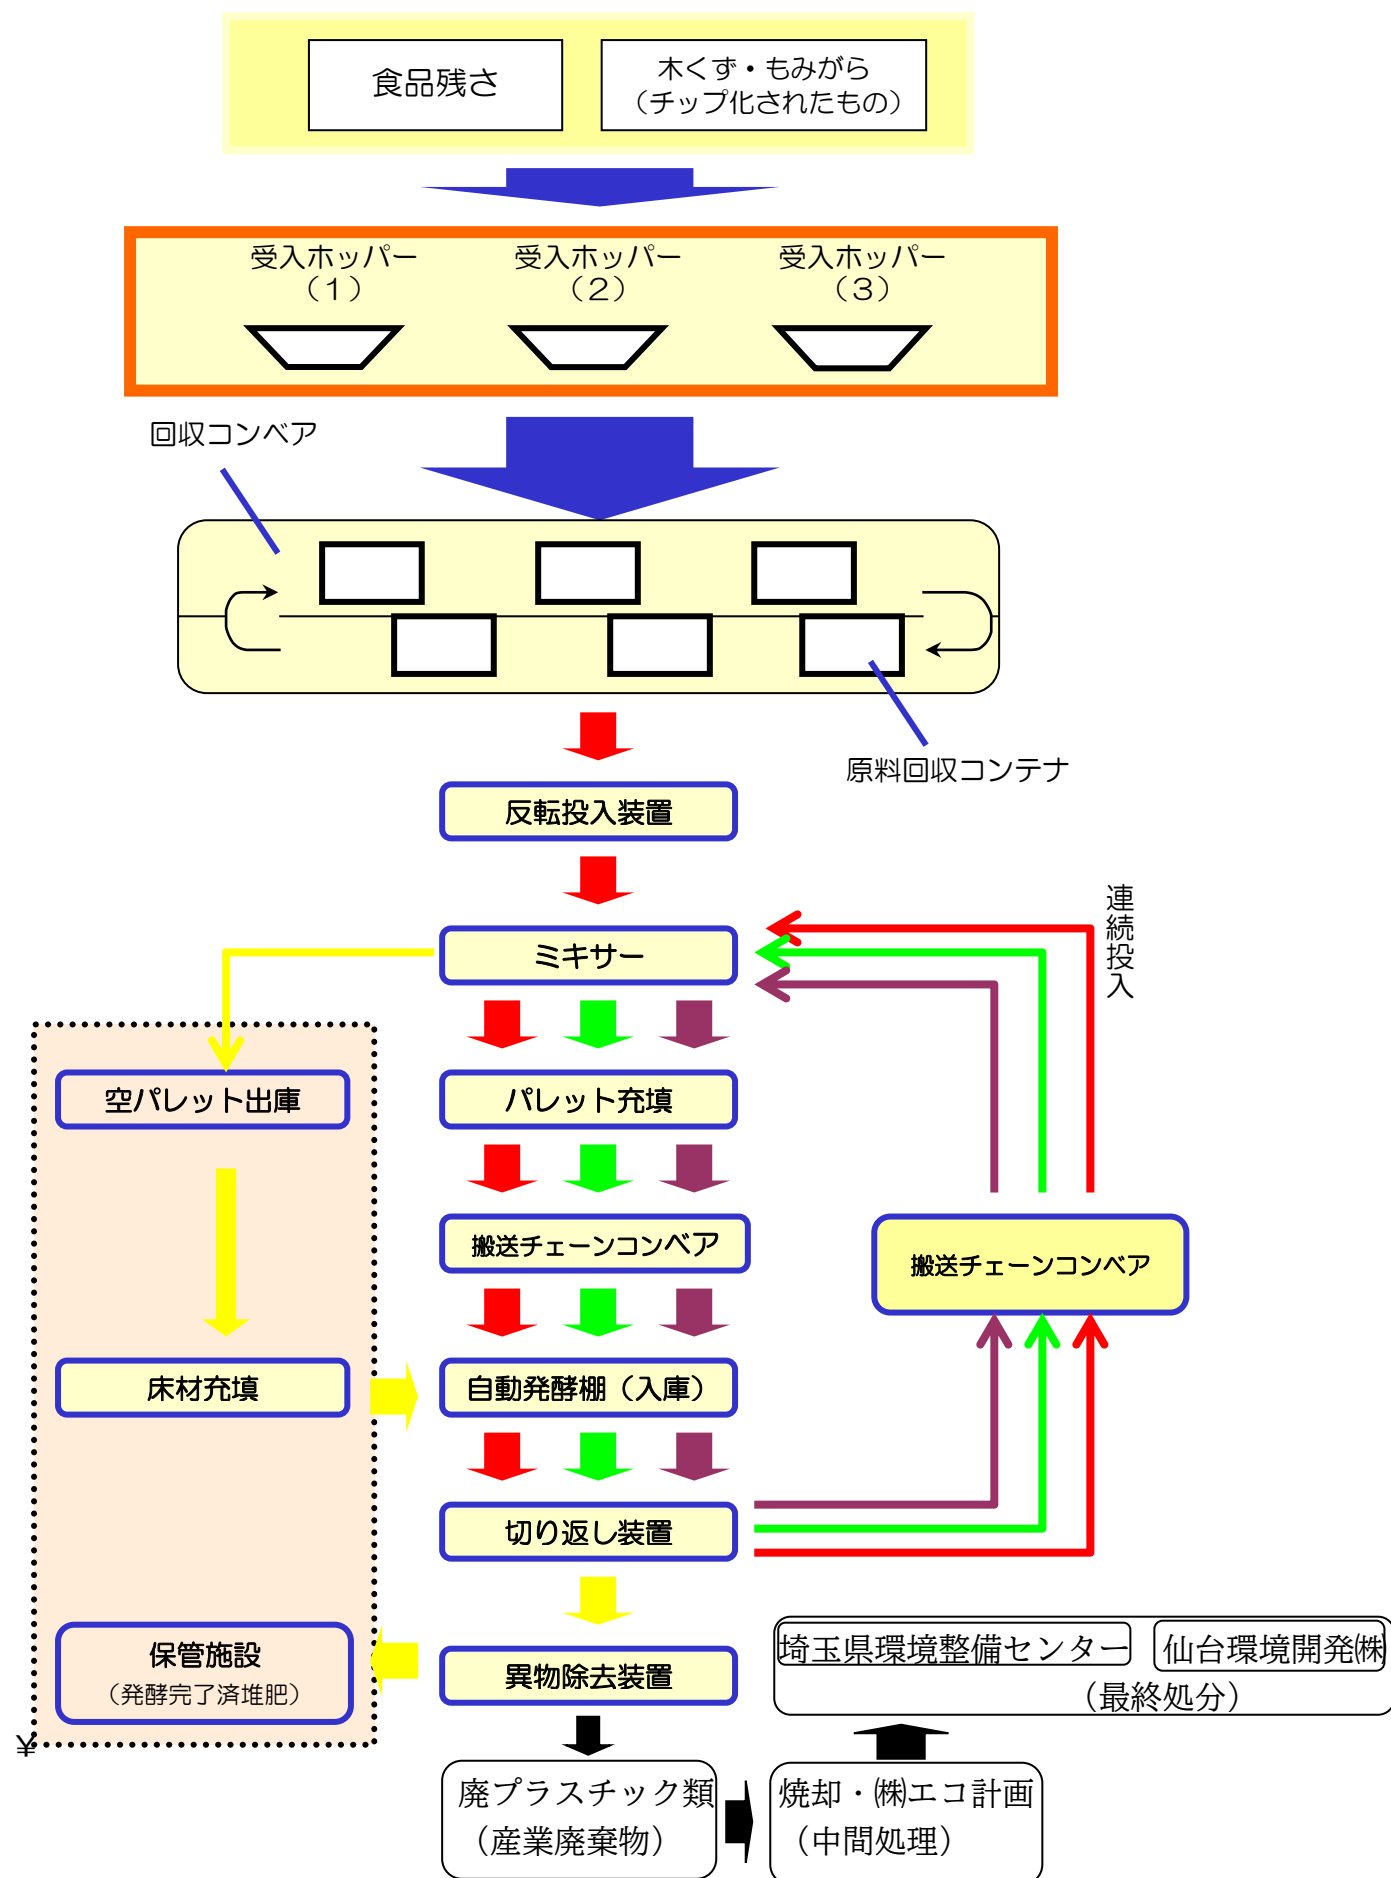 食品残さ
木くず・もみがら
（チップ化されたもの）
受入ホッパー
（１）
受入ホッパー
（２）
受入ホッパー
（３）
回収コンベア
原料回収コンテナ
反転投入装置
連続投入
ミキサー
空パレット出庫
パレット充填
搬送チェーンコンベア
搬送チェーンコンベア
床材充填
自動発酵棚（入庫）
切り返し装置
保管施設
（発酵完了済堆肥）
異物除去装置
埼玉県環境整備センター
仙台環境開発㈱
（最終処分）
廃プラスチック類
（産業廃棄物）
焼却・㈱エコ計画
（中間処理）